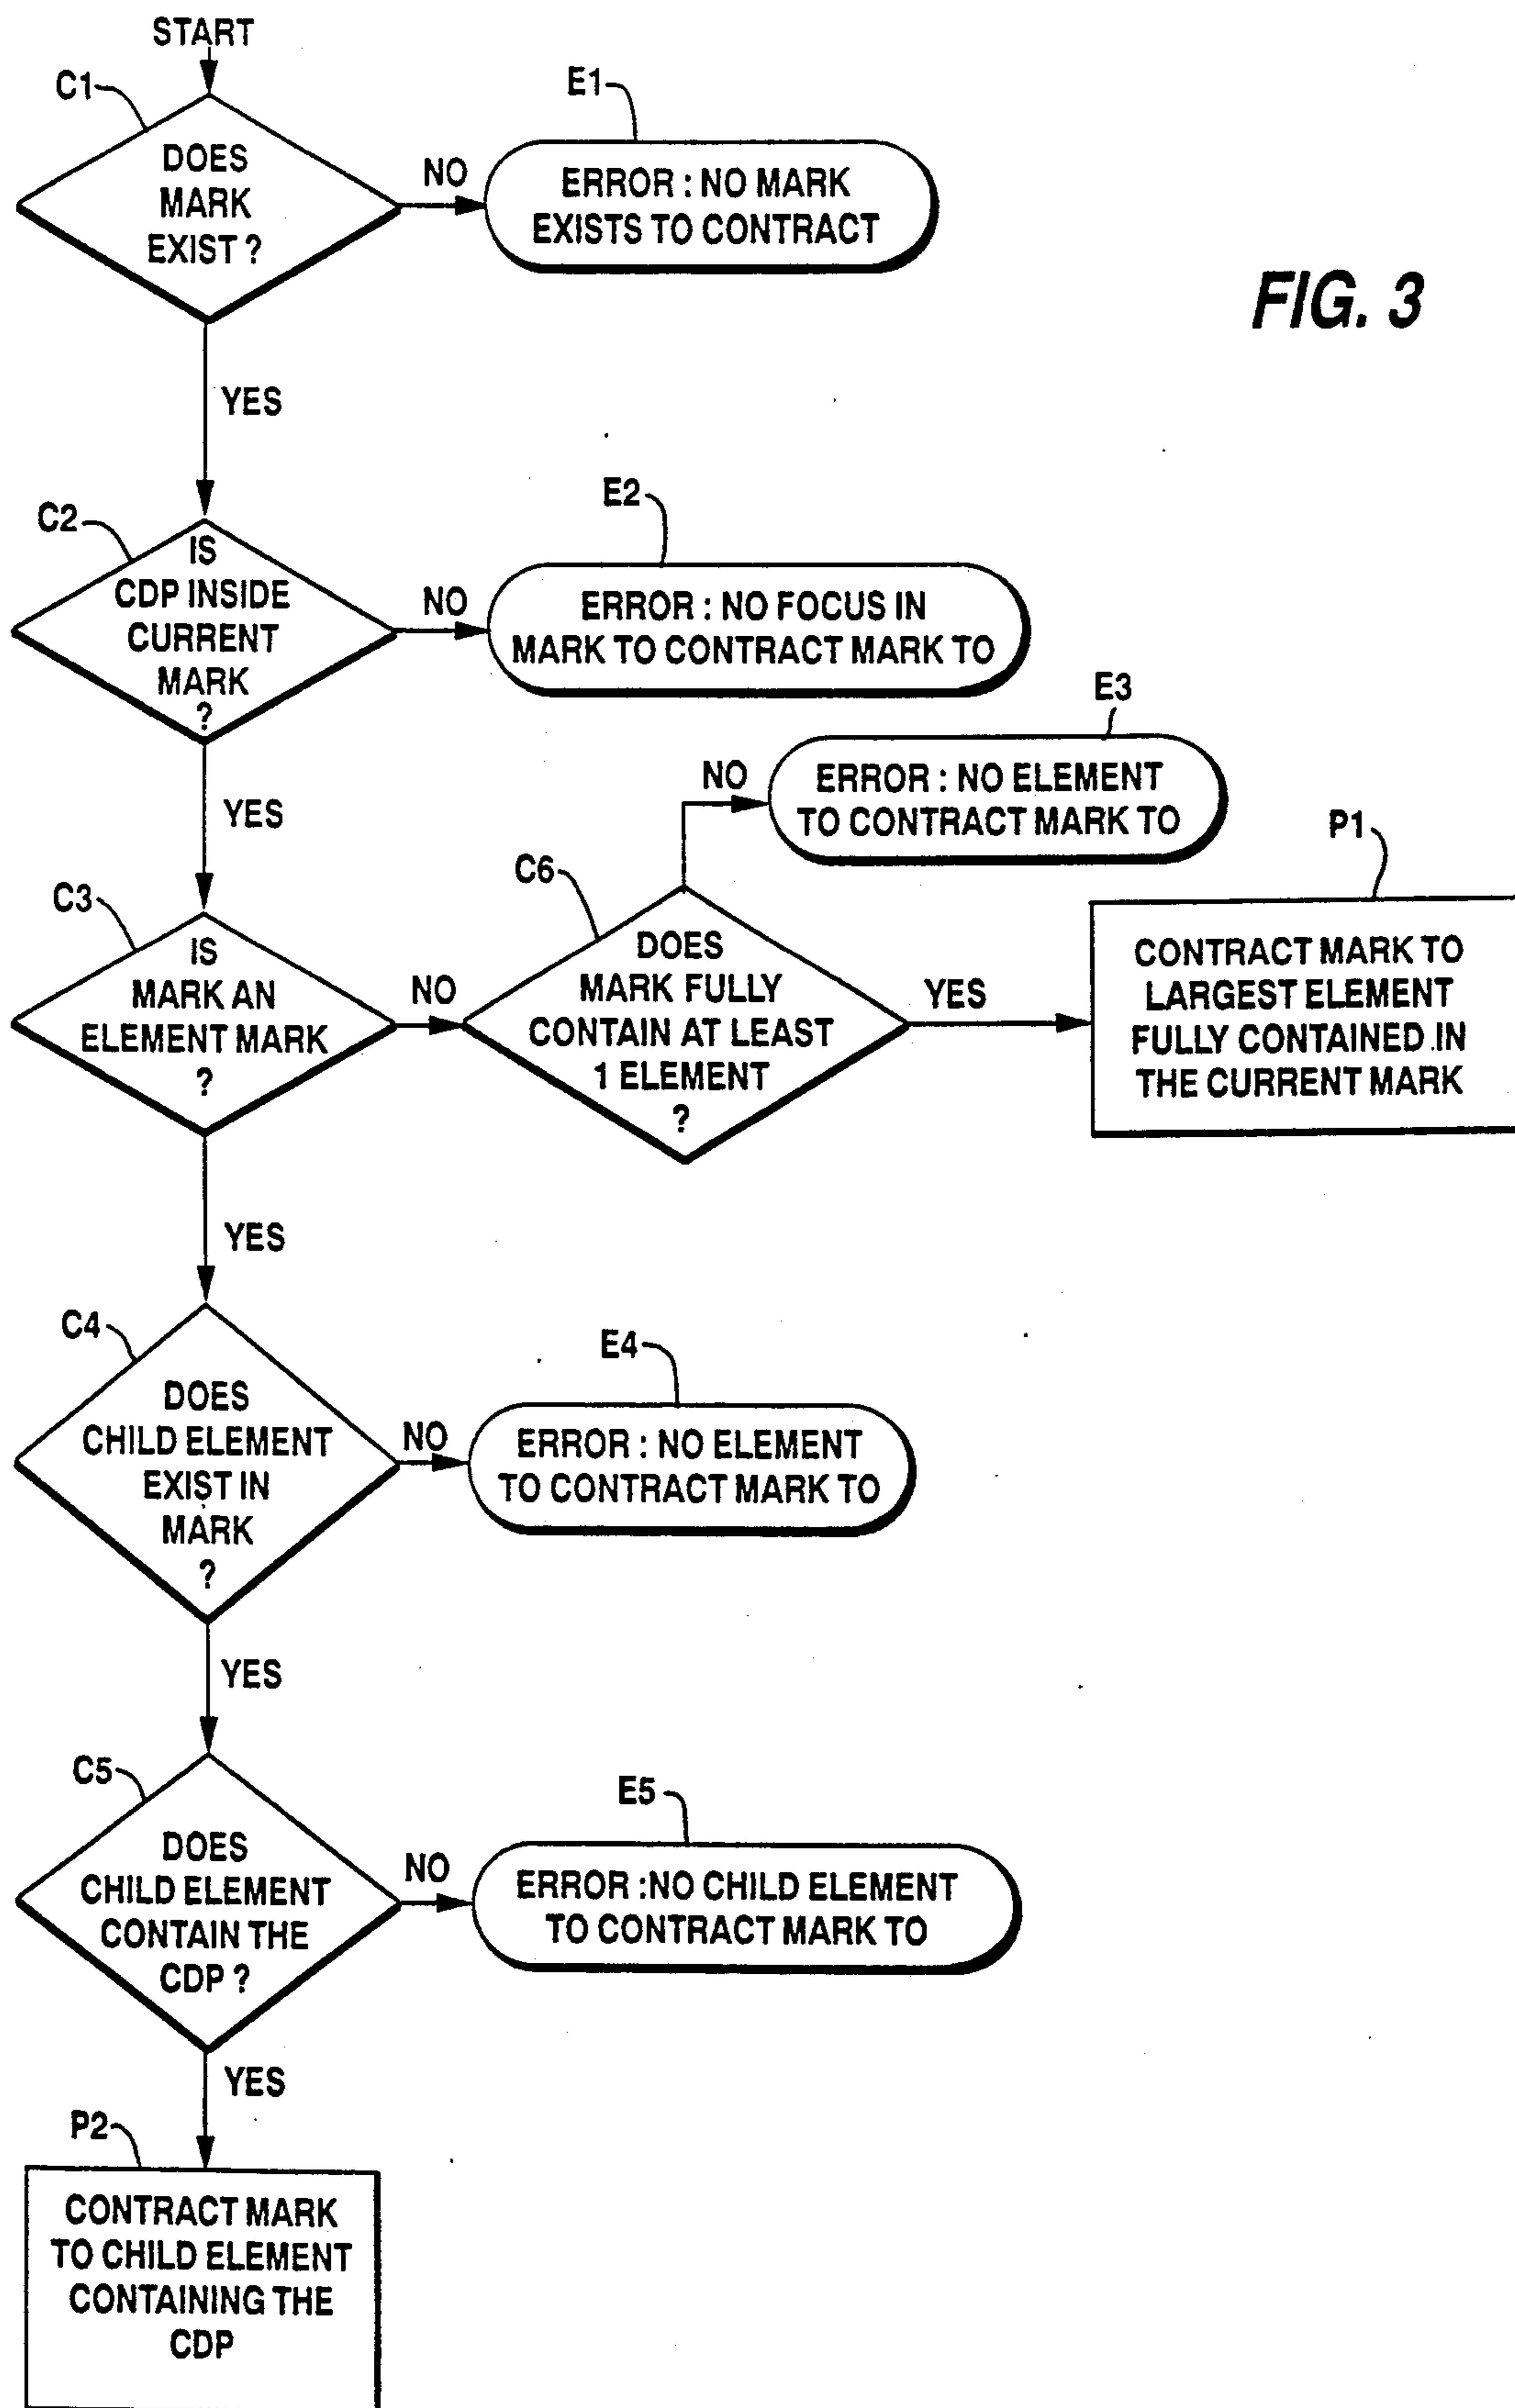 START
C1
DOES
MARK
EXIST ?
NO
E1
ERROR : NO MARK
EXISTS TO CONTRACT
FIG. 3
YES
C2
IS
CDP INSIDE
CURRENT
MARK
?
NO
E2
ERROR : NO FOCUS IN
MARK TO CONTRACT MARK TO
YES
E3
NO
ERROR : NO ELEMENT
TO CONTRACT MARK TO
C3
IS
MARK AN
ELEMENT MARK
?
NO
C6
DOES
MARK FULLY
CONTAIN AT LEAST
1 ELEMENT
?
YES
P1
CONTRACT MARK TO
LARGEST ELEMENT
FULLY CONTAINED IN
THE CURRENT MARK
YES
C4
DOES
CHILD ELEMENT
EXIST IN
MARK
?
NO
E4
ERROR : NO ELEMENT
TO CONTRACT MARK TO
YES
C5
DOES
CHILD ELEMENT
CONTAIN THE
CDP ?
NO
E5
ERROR :NO CHILD ELEMENT
TO CONTRACT MARK TO
YES
P2
CONTRACT MARK
TO CHILD ELEMENT
CONTAINING THE
CDP